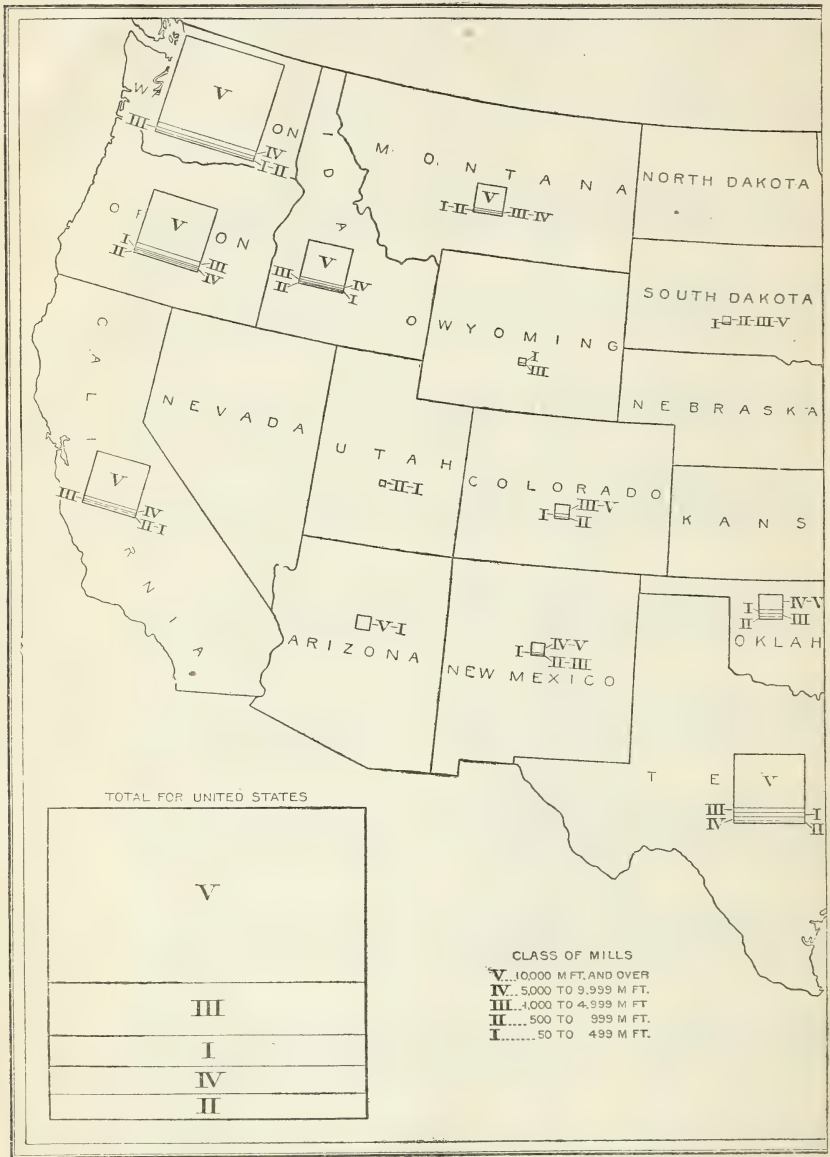 W ON
V
III
IV
I-II
I D A O
V
III
II
IV
I
M O N T A N A
V
I-II
III-IV
NORTH DAKOTA
O R ON
V
I
II
III
IV
SOUTH DAKOTA
I II-III-V
W Y O M I N G
I
III
N E B R A S K A
C A L I R N I A
V
III
IV
II-I
N E V A D A
U T A H
II-I
C O L O R A D O
III-V
I
II
K A N S
A R I Z O N A
V-I
NEW MEXICO
IV-V
I
II-III
IV-V
I
II
III
O K L A H
T E
V
III
IV
I
II
TOTAL FOR UNITED STATES
V
III
I
IV
II
CLASS OF MILLS
V....10,000 M FT. AND OVER
IV...5,000 TO 9,999 M FT.
III...1,000 TO 4,999 M FT
II.....500 TO 999 M FT.
I........50 TO 499 M FT.